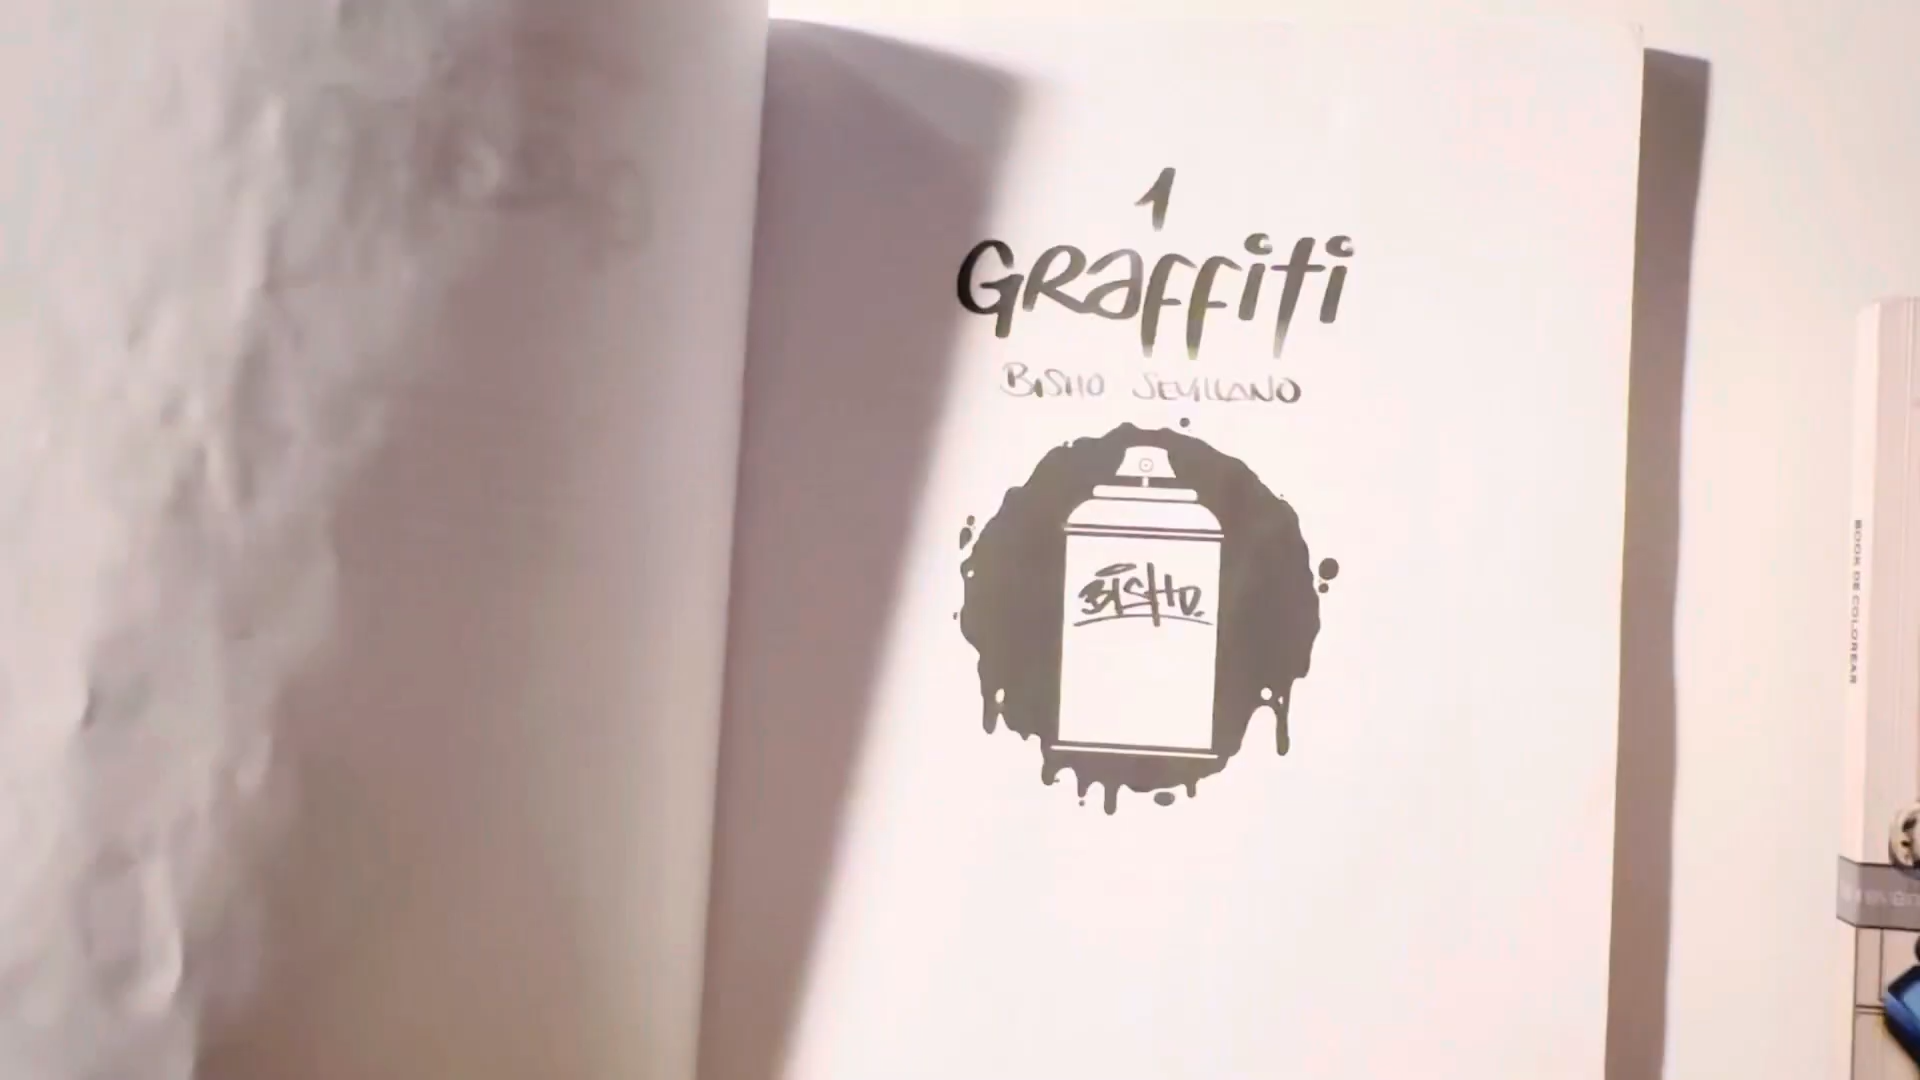 1
GRaffiTi
BISHO SEVILLANO
BISHO.
BOOK DE COLOREAR